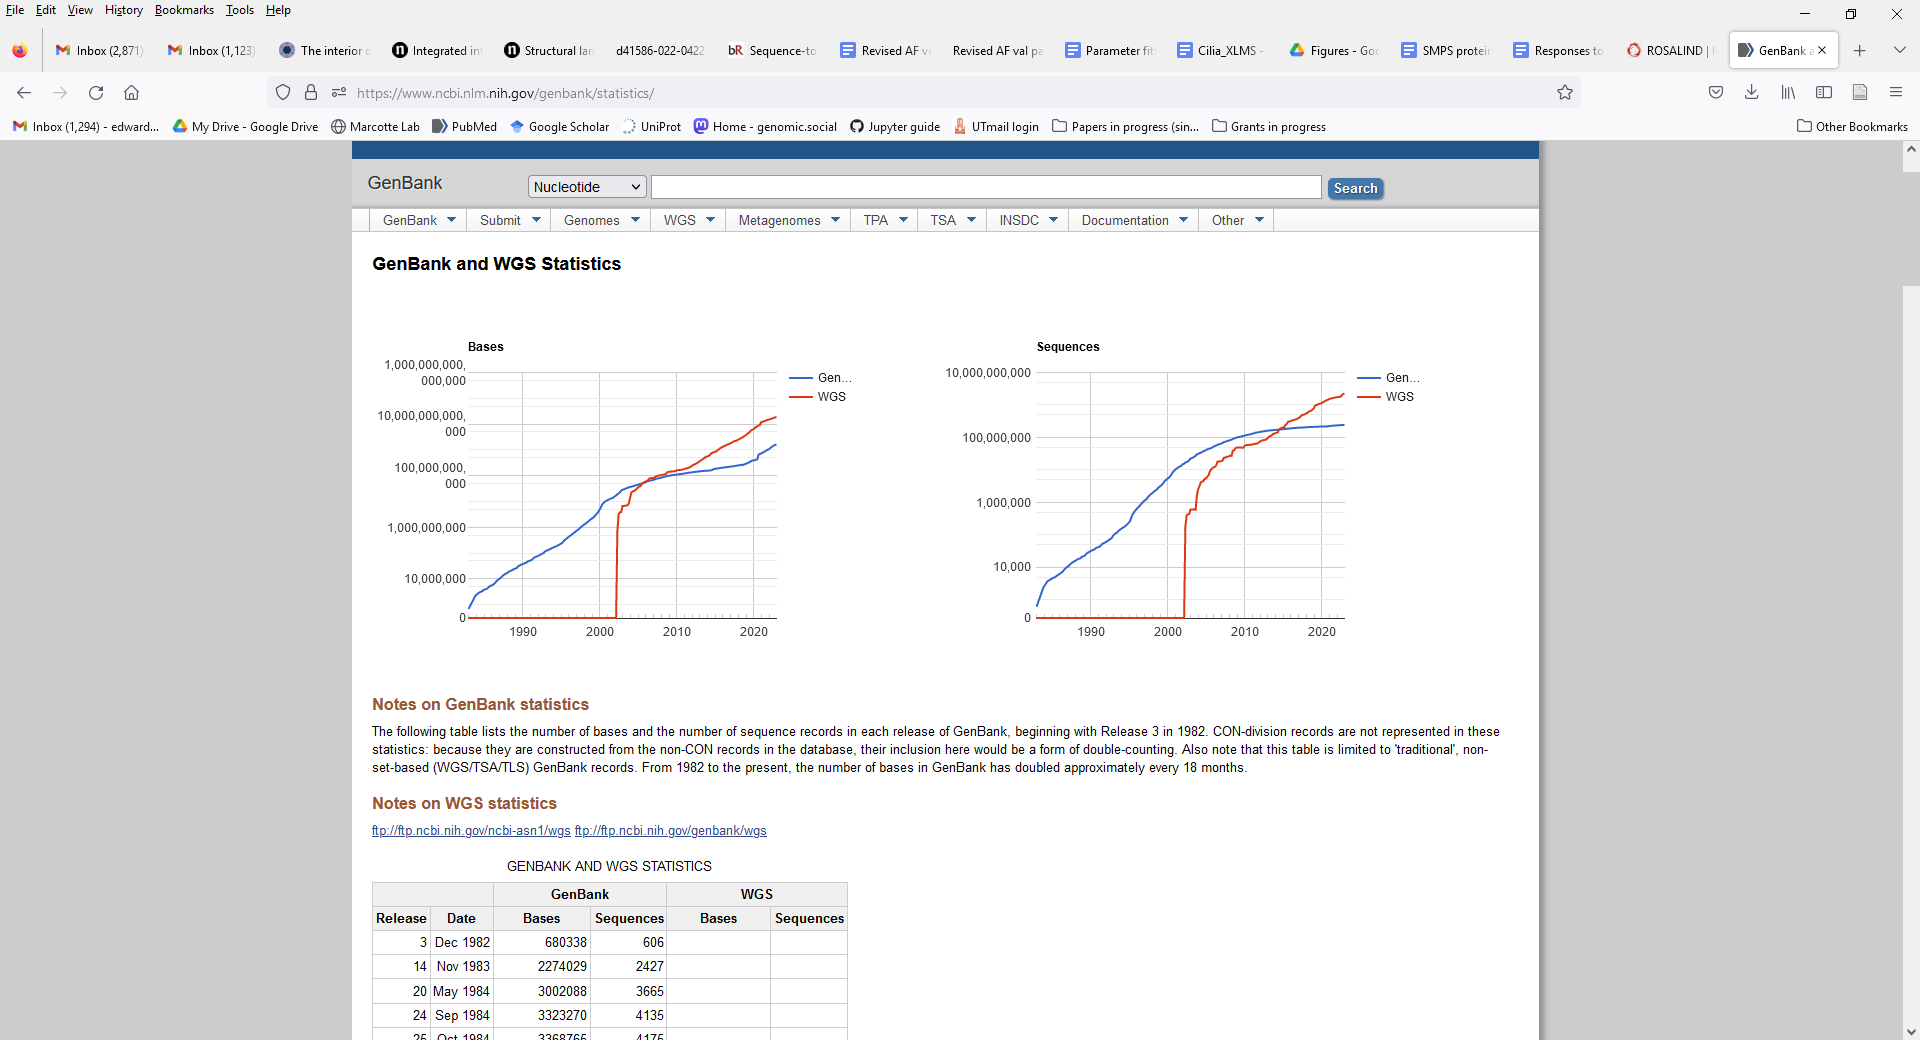 File Edit View History Bookmarks Tools Help
Inbox (2,871) Inbox (1,123) The interior Integrated in Structural lan d41586-022-0422 Sequence-to Revised AF va Revised AF val pa Parameter fit Cilia_XLMS - Figures - Goo SMPS protein Responses to ROSALIND | GenBank a
https://www.ncbi.nlm.nih.gov/genbank/statistics/
Inbox (1,294) - edward... My Drive - Google Drive Marcotte Lab PubMed Google Scholar UniProt Home - genomic.social Jupyter guide UTmail login Papers in progress (sin... Grants in progress Other Bookmarks
GenBank Nucleotide Search
GenBank Submit Genomes WGS Metagenomes TPA TSA INSDC Documentation Other
GenBank and WGS Statistics
Bases
1,000,000,000,
000,000
10,000,000,000,
000
100,000,000,
000
1,000,000,000
10,000,000
0
1990 2000 2010 2020
Gen...
WGS
Sequences
10,000,000,000
100,000,000
1,000,000
10,000
0
1990 2000 2010 2020
Gen...
WGS
Notes on GenBank statistics
The following table lists the number of bases and the number of sequence records in each release of GenBank, beginning with Release 3 in 1982. CON-division records are not represented in these
statistics: because they are constructed from the non-CON records in the database, their inclusion here would be a form of double-counting. Also note that this table is limited to 'traditional', non-
set-based (WGS/TSA/TLS) GenBank records. From 1982 to the present, the number of bases in GenBank has doubled approximately every 18 months.
Notes on WGS statistics
ftp://ftp.ncbi.nih.gov/ncbi-asn1/wgs ftp://ftp.ncbi.nih.gov/genbank/wgs
GENBANK AND WGS STATISTICS
GenBank WGS
Release Date Bases Sequences Bases Sequences
3 Dec 1982 680338 606
14 Nov 1983 2274029 2427
20 May 1984 3002088 3665
24 Sep 1984 3323270 4135
25 Oct 1984 3368765 4175